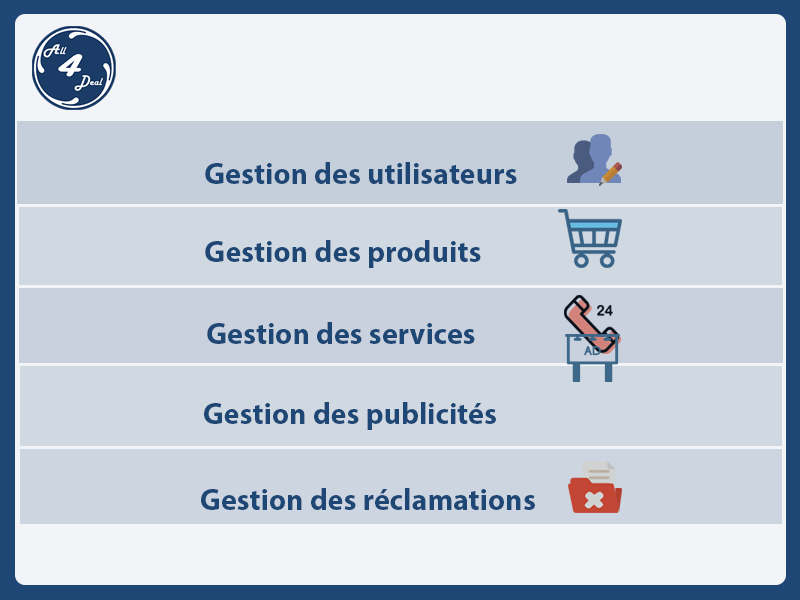 All
4
Deal
Gestion des utilisateurs
Gestion des produits
24
Gestion des services
AD
Gestion des publicités
Gestion des réclamations